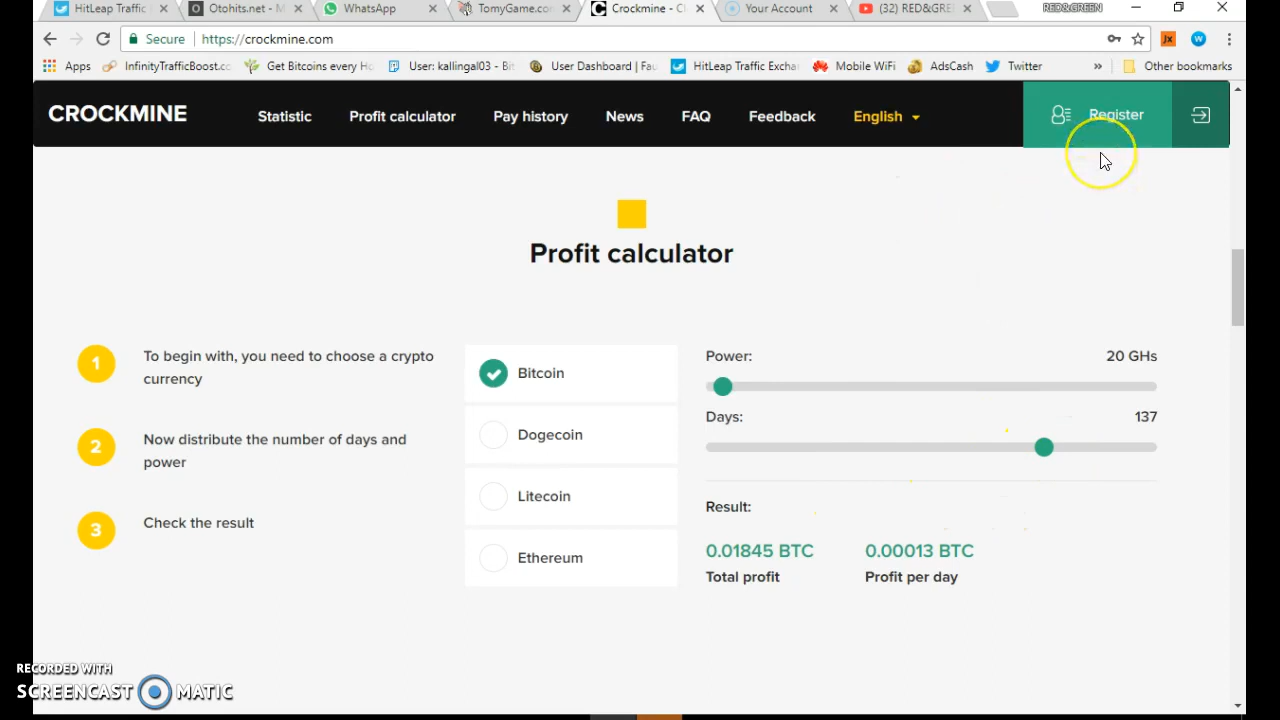 HitLeap Traffic
Otohits.net - M
WhatsApp
TomyGame.co
Crockmine - C
Your Account
(32) RED&GRE
RED&GREEN
Secure
https://crockmine.com
Apps
InfinityTrafficBoost.cc
Get Bitcoins every Ho
User: kallingal03 - Bit
User Dashboard | Fau
HitLeap Traffic Excha
Mobile WiFi
AdsCash
Twitter
»
Other bookmarks
CROCKMINE
Statistic
Profit calculator
Pay history
News
FAQ
Feedback
English
Register
Profit calculator
1
To begin with, you need to choose a crypto
currency
2
Now distribute the number of days and
power
3
Check the result
Bitcoin
Dogecoin
Litecoin
Ethereum
Power:
20 GHs
Days:
137
Result:
0.01845 BTC
0.00013 BTC
Total profit
Profit per day
RECORDED WITH
SCREENCAST MATIC